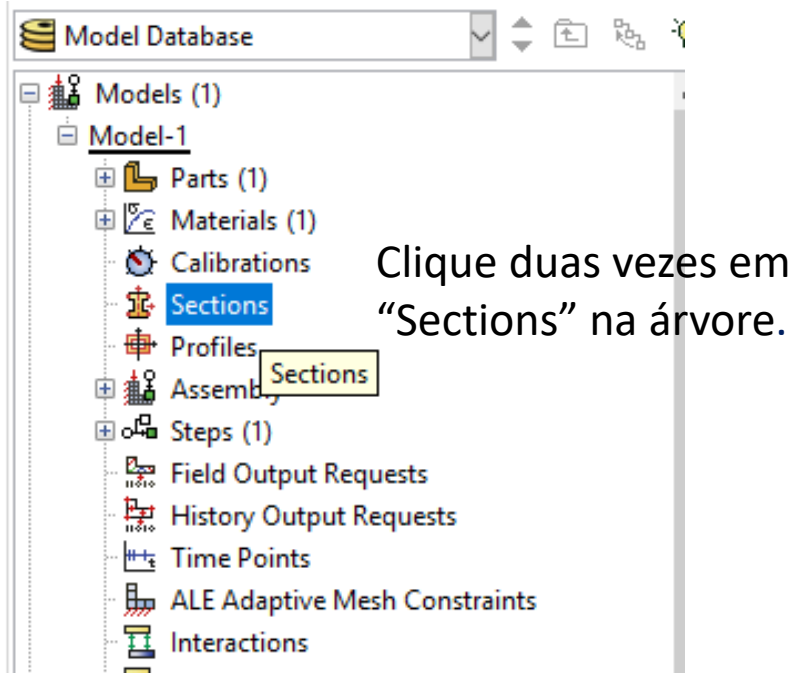 Model Database
Models (1)
Model-1
Parts (1)
Materials (1)
Calibrations
Sections
Profiles
Sections
Assembly
Steps (1)
Field Output Requests
History Output Requests
Time Points
ALE Adaptive Mesh Constraints
Interactions
Clique duas vezes em
“Sections” na árvore.